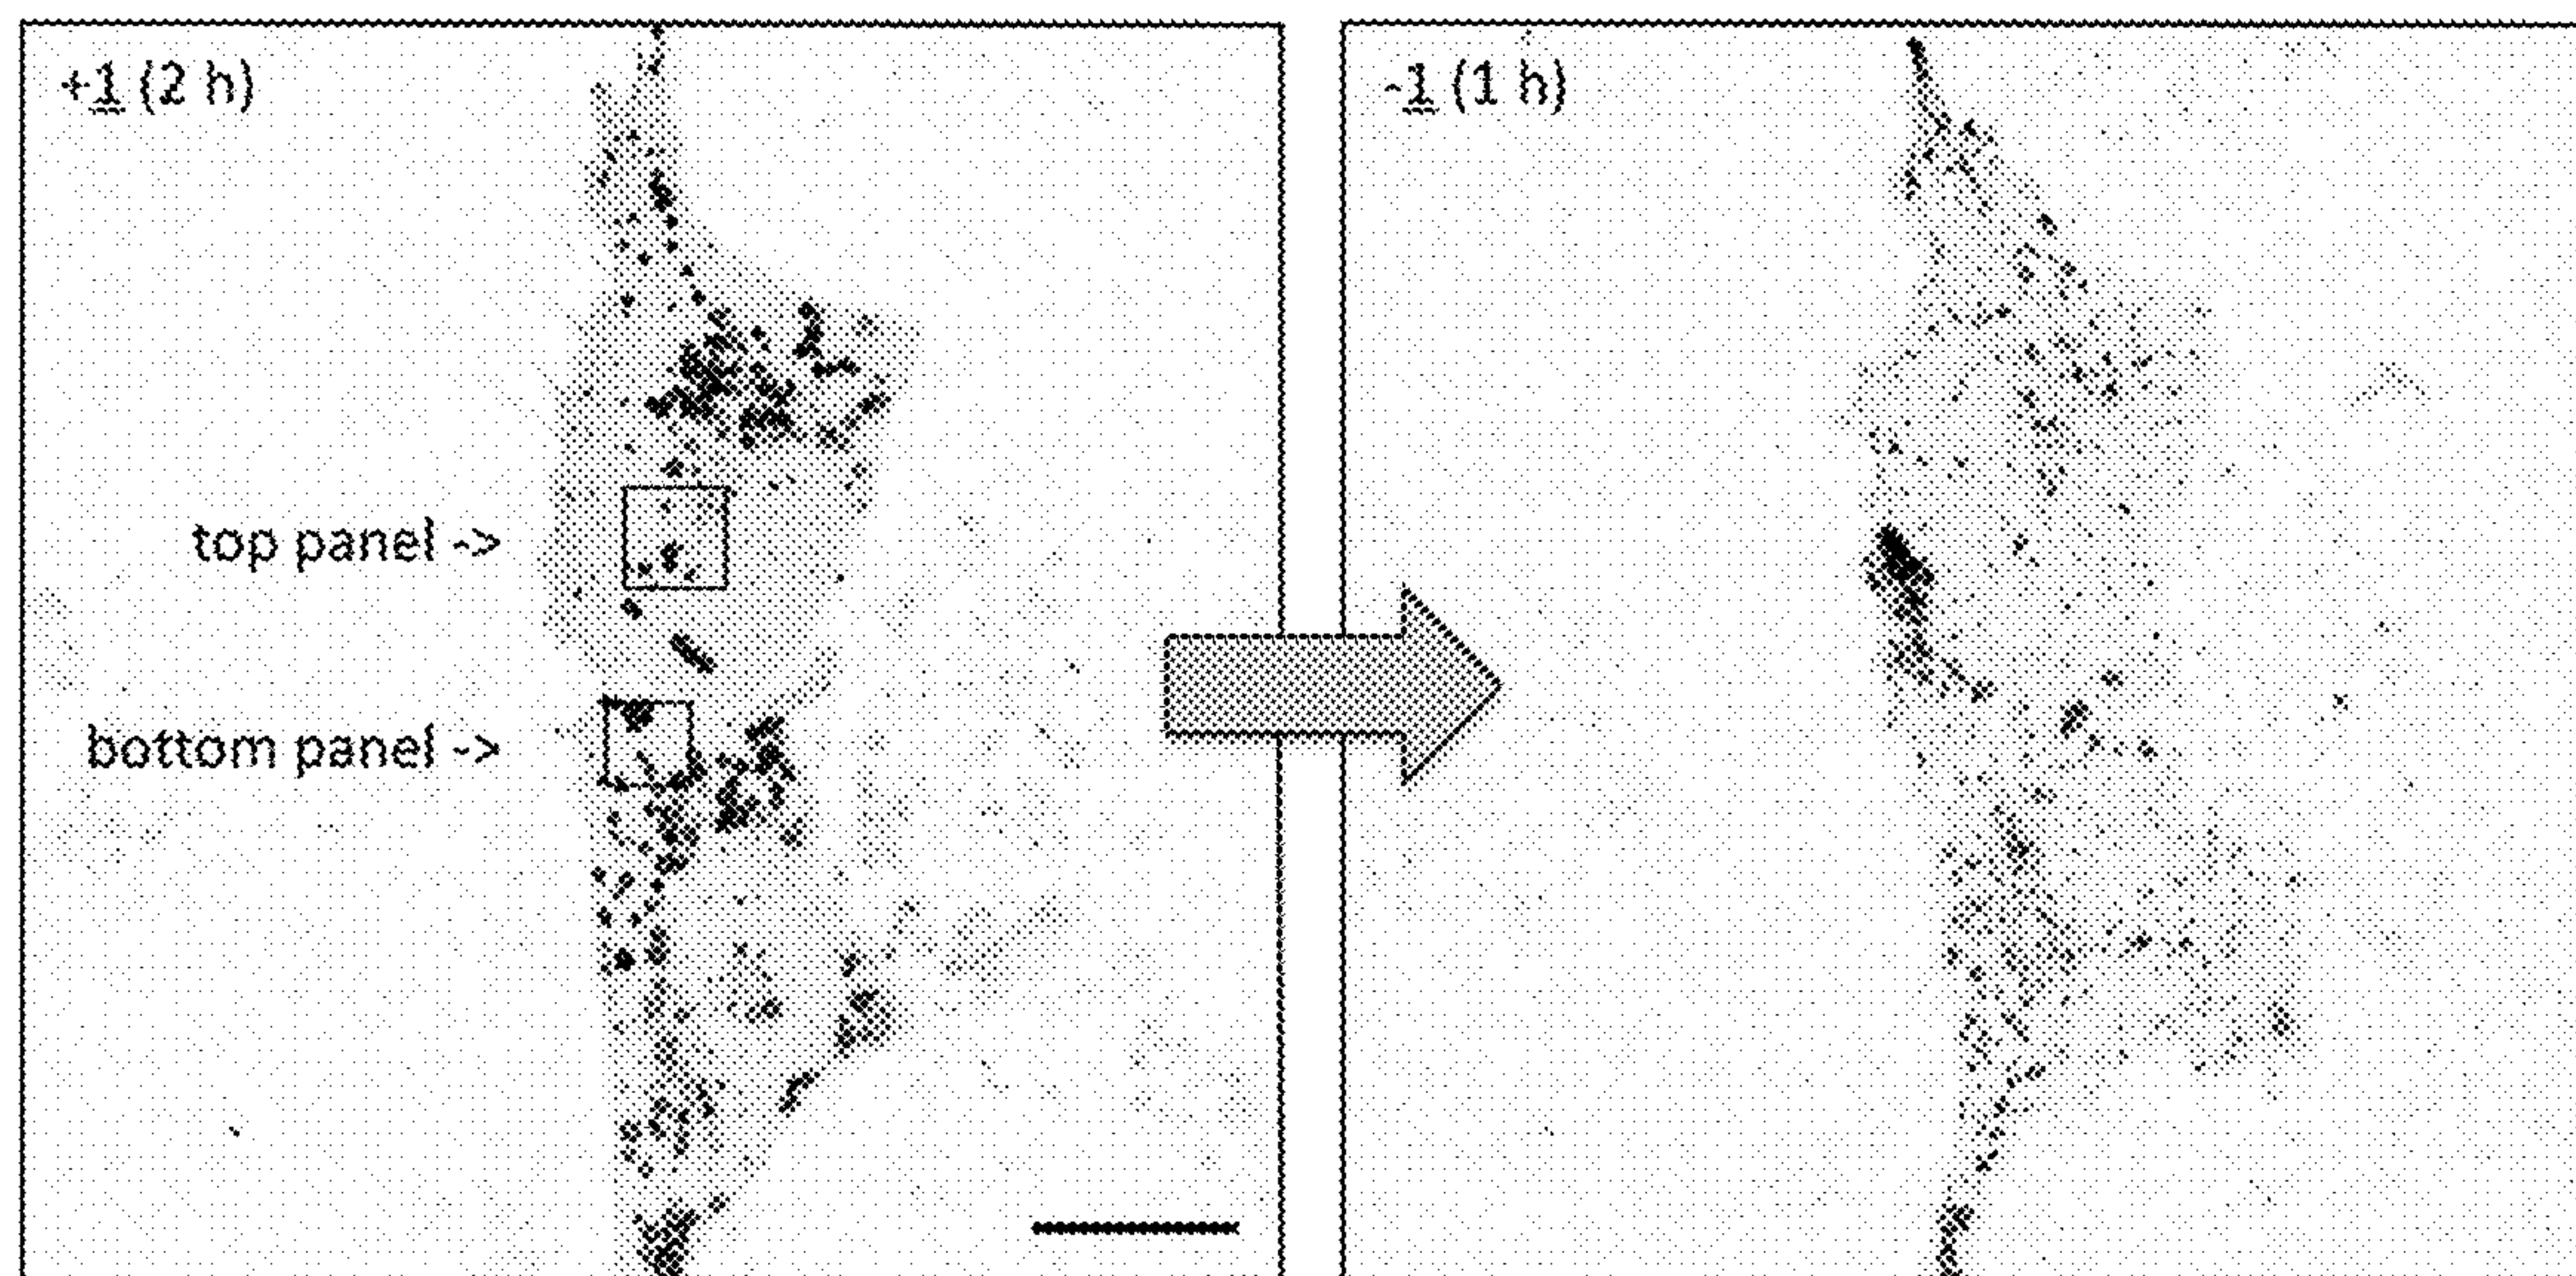 +1 (2 h)
-1 (1 h)
top panel ->
bottom panel ->